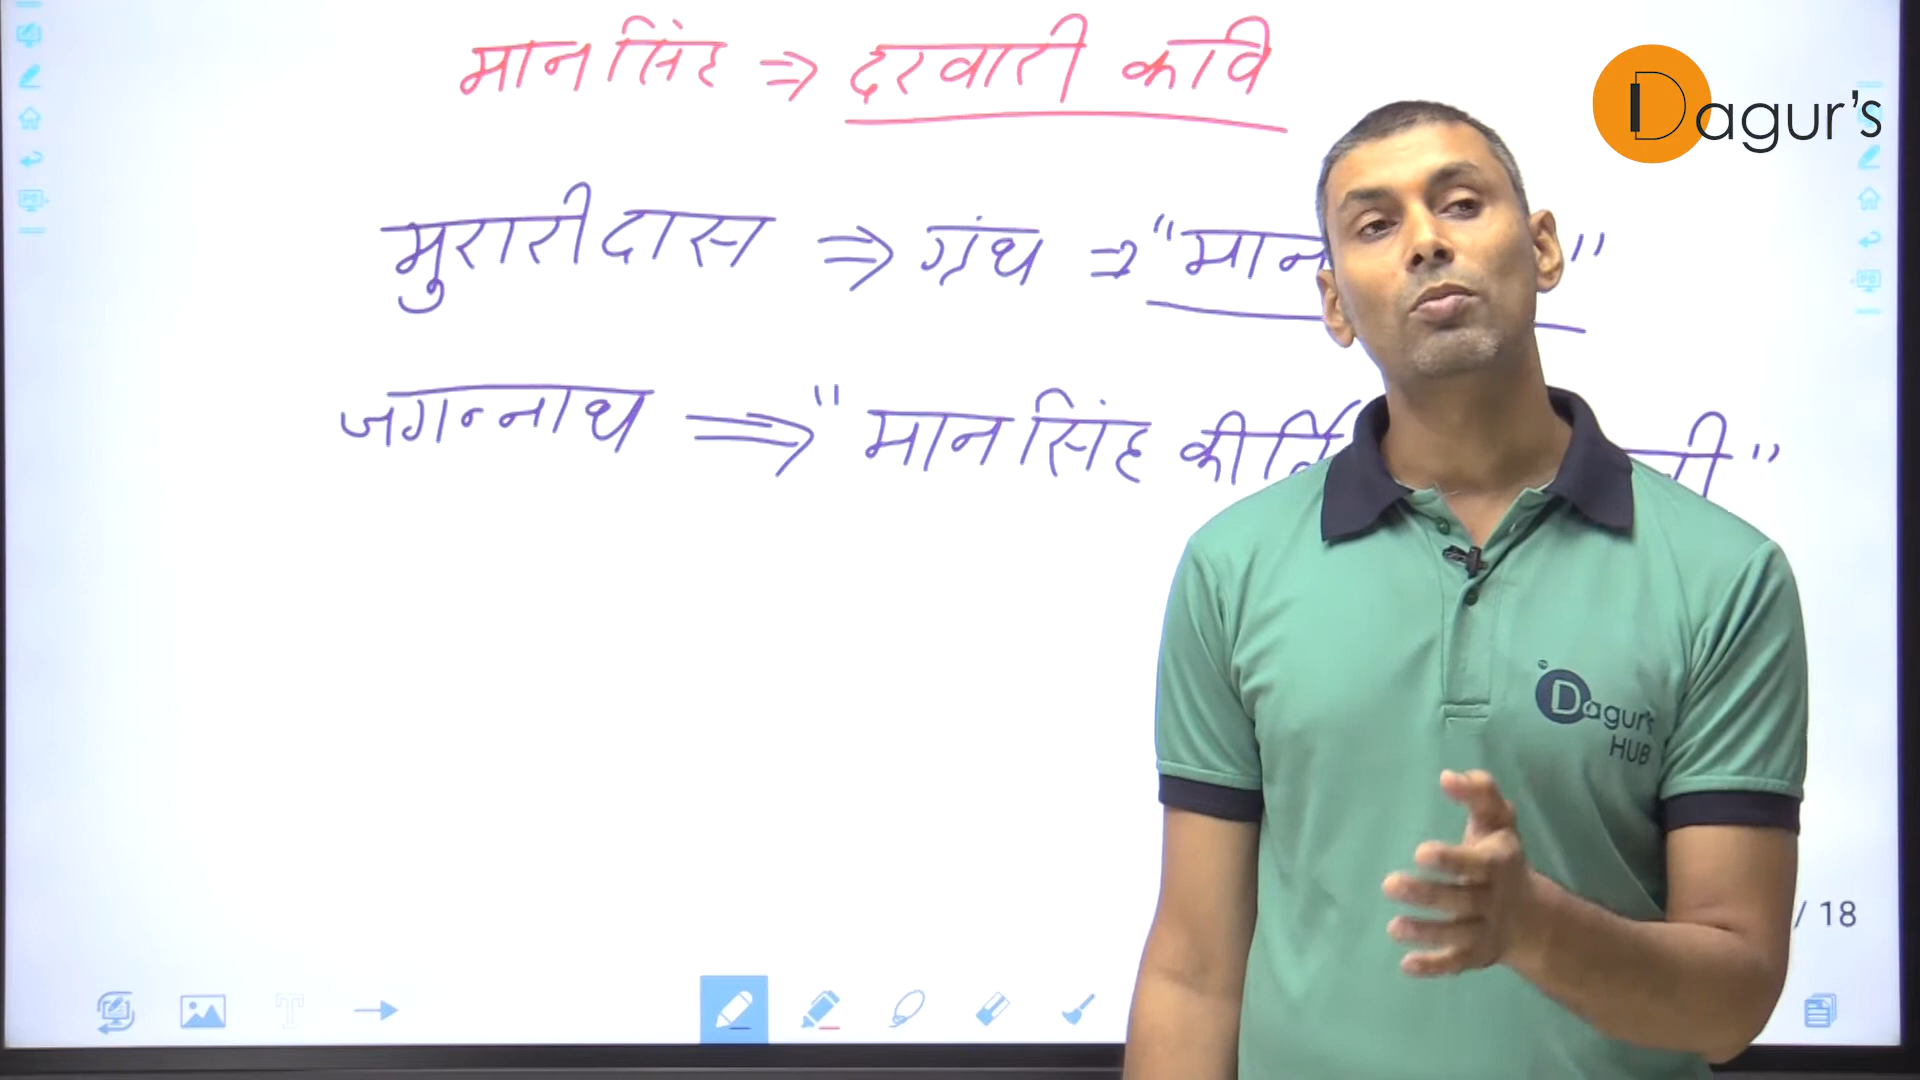 मानसिंह ⇒ दरबारी कवि
मुरारीदास ⇒ ग्रंथ ⇒ "मान "
जगन्नाथ ⇒ "मानसिंह "
Dagur's
Dagur's
HUB
/ 18